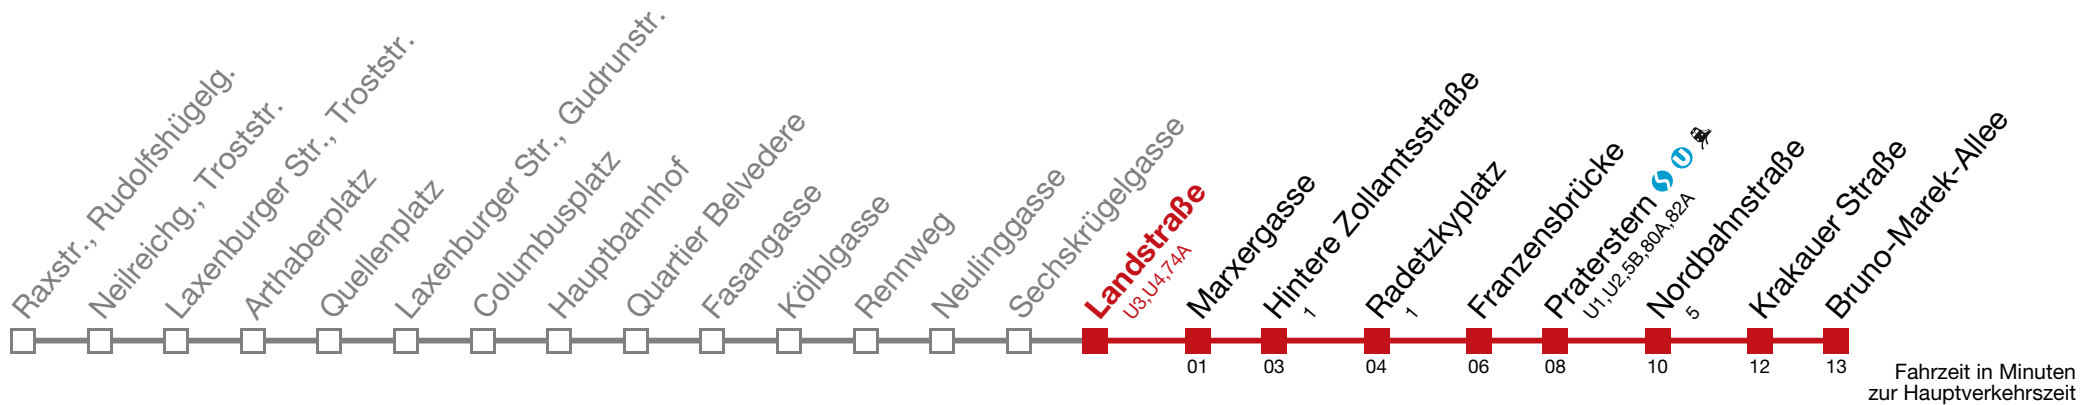 Raxstr., Rudolfshügelg.
Neilreichg., Troststr.
Laxenburger Str., Troststr.
Arthaberplatz
Quellenplatz
Laxenburger Str., Gudrunstr.
Columbusplatz
Hauptbahnhof
Quartier Belvedere
Fasangasse
Kölblgasse
Rennweg
Neulinggasse
Sechskrügelgasse
Landstraße
U3,U4,74A
Marxergasse
Hintere Zollamtsstraße
1
Radetzkyplatz
1
Franzensbrücke
Praterstern S U
U1,U2,5B,80A,82A
Nordbahnstraße
5
Krakauer Straße
Bruno-Marek-Allee
01 03 04 06 08 10 12 13
Fahrzeit in Minuten
zur Hauptverkehrszeit